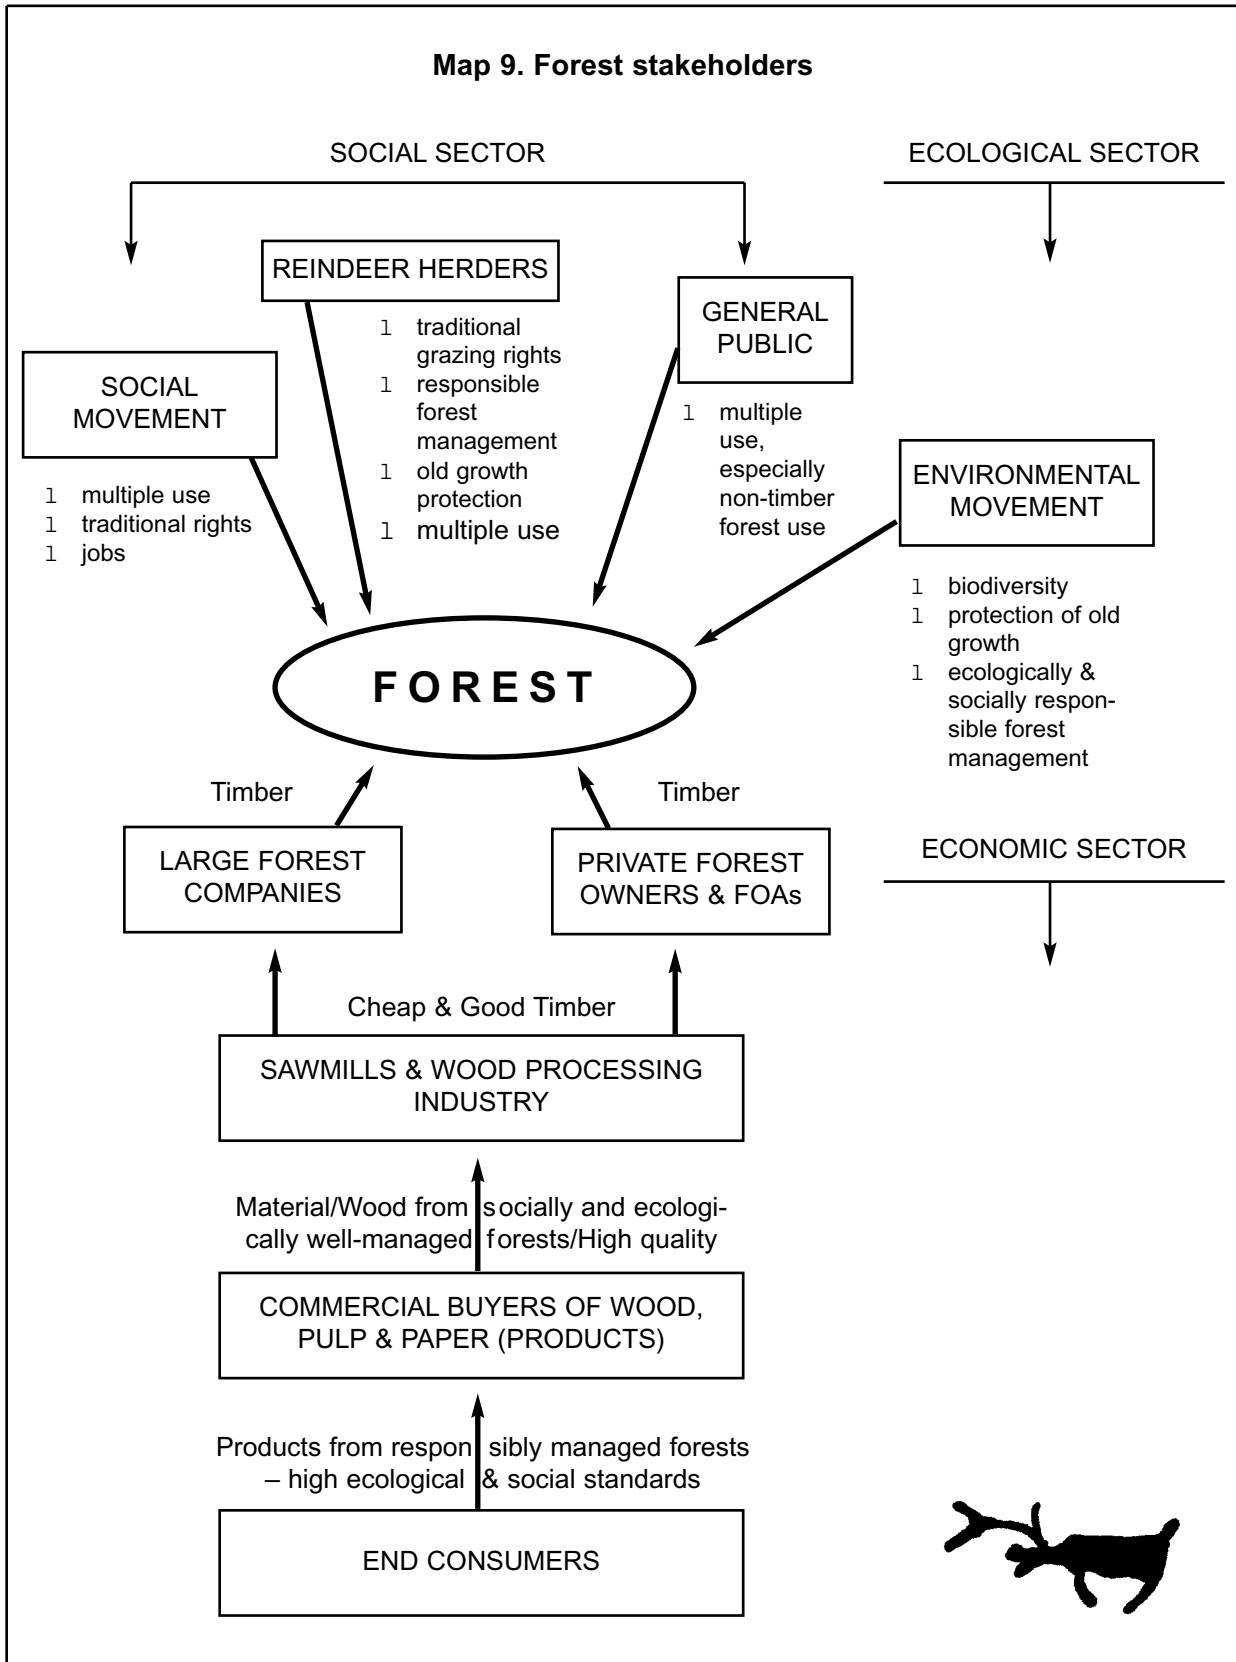 Map 9. Forest stakeholders
SOCIAL SECTOR
ECOLOGICAL SECTOR
REINDEER HERDERS
l traditional
grazing rights
l responsible
forest
management
l old growth
protection
l multiple use
GENERAL
PUBLIC
l multiple
use,
especially
non-timber
forest use
SOCIAL
MOVEMENT
l multiple use
l traditional rights
l jobs
ENVIRONMENTAL
MOVEMENT
l biodiversity
l protection of old
growth
l ecologically &
socially respon-
sible forest
management
FOREST
Timber
Timber
LARGE FOREST
COMPANIES
PRIVATE FOREST
OWNERS & FOAs
ECONOMIC SECTOR
Cheap & Good Timber
SAWMILLS & WOOD PROCESSING
INDUSTRY
Material/Wood from socially and ecologi-
cally well-managed forests/High quality
COMMERCIAL BUYERS OF WOOD,
PULP & PAPER (PRODUCTS)
Products from respon sibly managed forests
– high ecological & social standards
END CONSUMERS